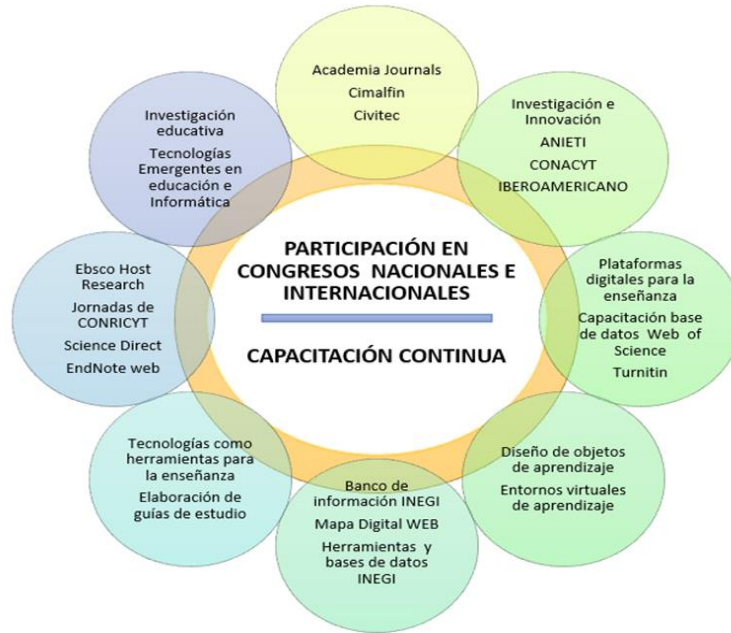 Academia Journals
Cimalfin
Civitec
Investigación e
Innovación
ANIETI
CONACYT
IBEROAMERICANO
Plataformas
digitales para la
enseñanza
Capacitación base
de datos Web of
Science
Turnitin
Diseño de objetos
de aprendizaje
Entornos virtuales
de aprendizaje
Banco de
información INEGI
Mapa Digital WEB
Herramientas y
bases de datos
INEGI
Tecnologías como
herramientas para
la enseñanza
Elaboración de
guías de estudio
Ebsco Host
Research
Jornadas de
CONRICYT
Science Direct
EndNote web
Investigación
educativa
Tecnologías
Emergentes en
educación e
Informática
PARTICIPACIÓN EN
CONGRESOS NACIONALES E
INTERNACIONALES
CAPACITACIÓN CONTINUA